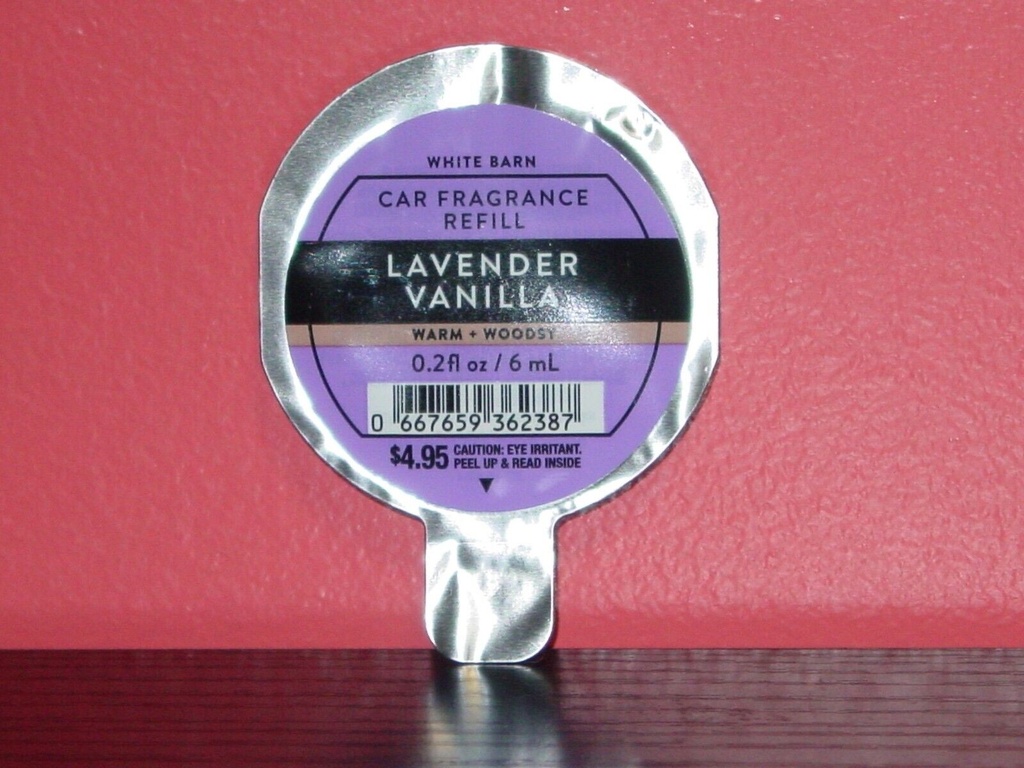 WHITE BARN
CAR FRAGRANCE
REFILL
LAVENDER
VANILLA
WARM + WOODSY
0.2fl oz / 6 mL
0 667659 362387
$4.95 CAUTION: EYE IRRITANT.
PEEL UP & READ INSIDE